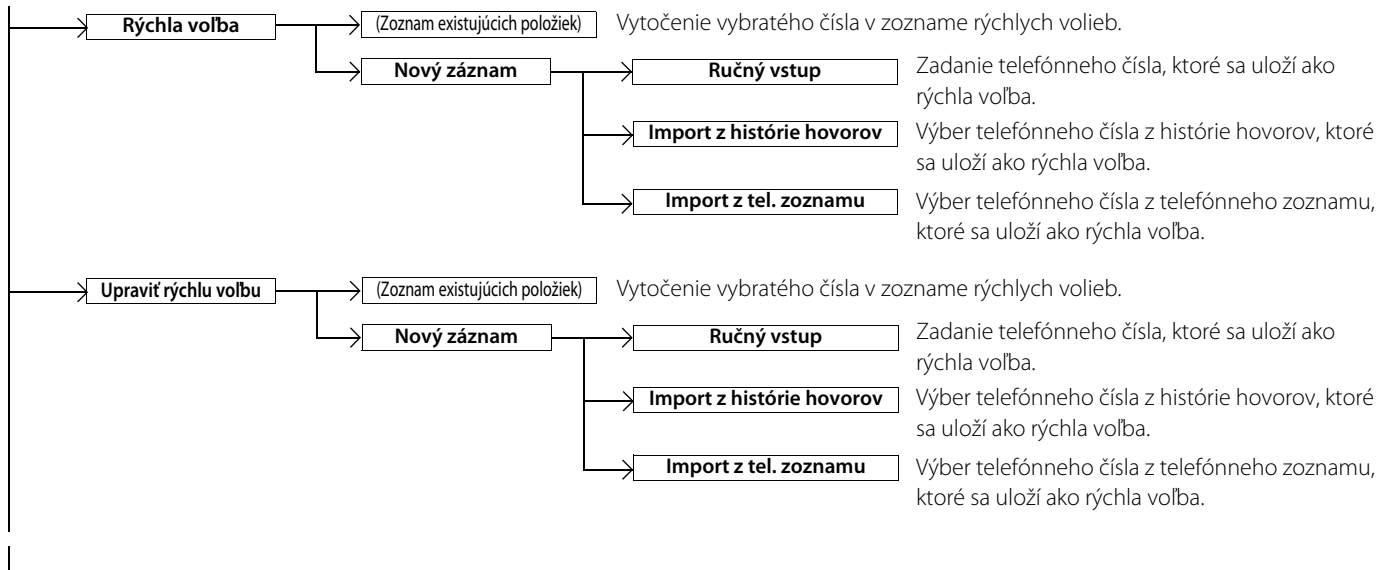 Rýchla voľba
(Zoznam existujúcich položiek)
Vytočenie vybratého čísla v zozname rýchlych volieb.
Nový záznam
Ručný vstup
Zadanie telefónneho čísla, ktoré sa uloží ako
rýchla voľba.
Import z histórie hovorov
Výber telefónneho čísla z histórie hovorov, ktoré
sa uloží ako rýchla voľba.
Import z tel. zoznamu
Výber telefónneho čísla z telefónneho zoznamu,
ktoré sa uloží ako rýchla voľba.
Upraviť rýchlu voľbu
(Zoznam existujúcich položiek)
Vytočenie vybratého čísla v zozname rýchlych volieb.
Nový záznam
Ručný vstup
Zadanie telefónneho čísla, ktoré sa uloží ako
rýchla voľba.
Import z histórie hovorov
Výber telefónneho čísla z histórie hovorov, ktoré
sa uloží ako rýchla voľba.
Import z tel. zoznamu
Výber telefónneho čísla z telefónneho zoznamu,
ktoré sa uloží ako rýchla voľba.